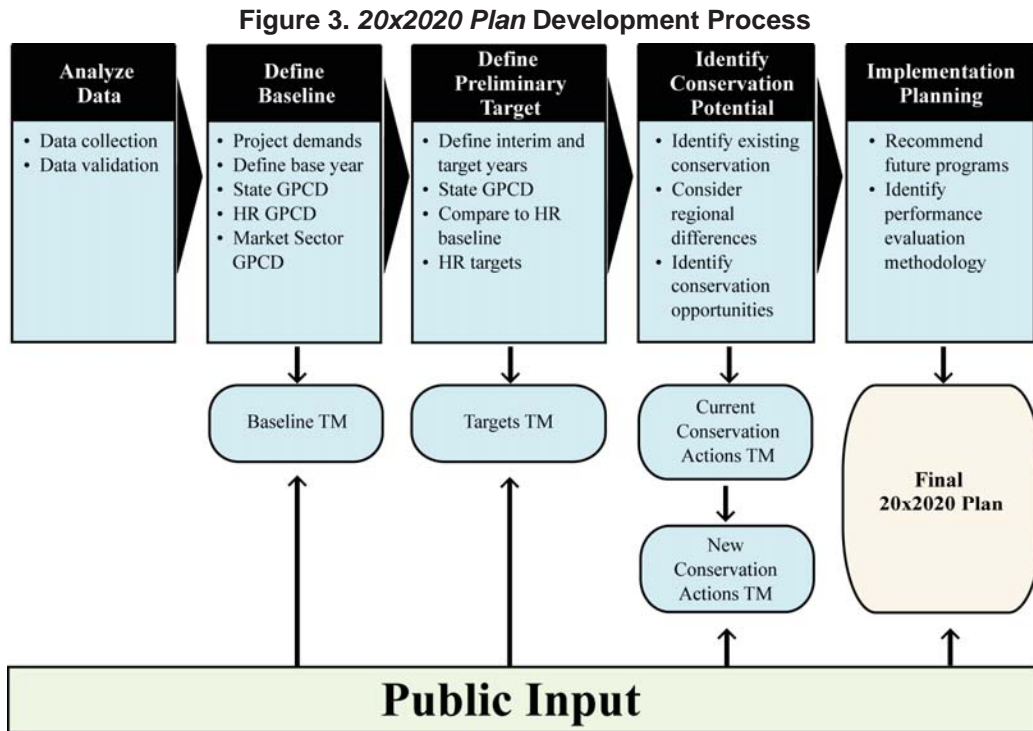 Figure 3. 20x2020 Plan Development Process
Analyze
Data
• Data collection
• Data validation
Define
Baseline
• Project demands
• Define base year
• State GPCD
• HR GPCD
• Market Sector
GPCD
Define
Preliminary
Target
• Define interim and
target years
• State GPCD
• Compare to HR
baseline
• HR targets
Identify
Conservation
Potential
• Identify existing
conservation
• Consider
regional
differences
• Identify
conservation
opportunities
Implementation
Planning
• Recommend
future programs
• Identify
performance
evaluation
methodology
Baseline TM
Targets TM
Current
Conservation
Actions TM
New
Conservation
Actions TM
Final
20x2020 Plan
Public Input